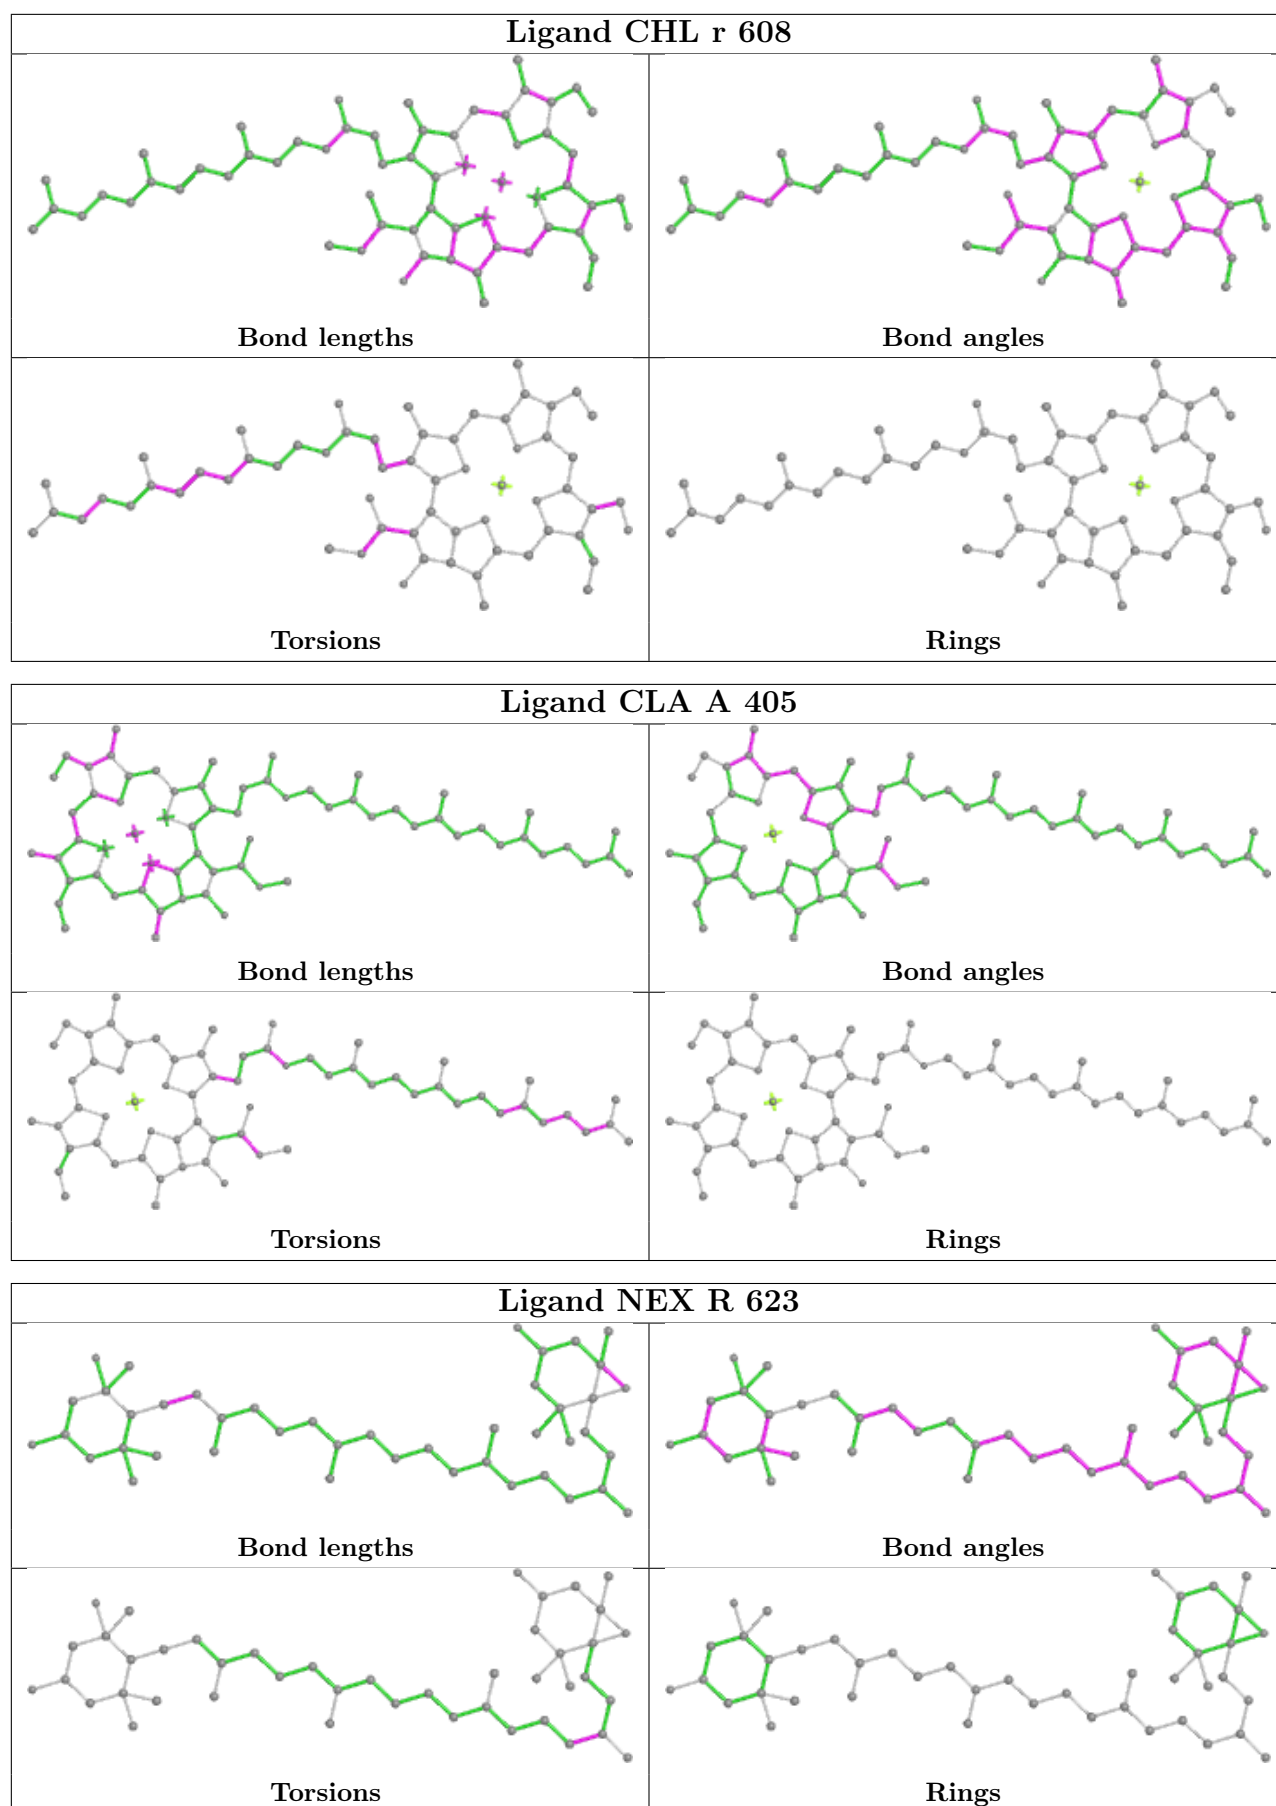 Ligand CHL r 608
Bond lengths
Bond angles
Torsions
Rings
Ligand CLA A 405
Bond lengths
Bond angles
Torsions
Rings
Ligand NEX R 623
Bond lengths
Bond angles
Torsions
Rings